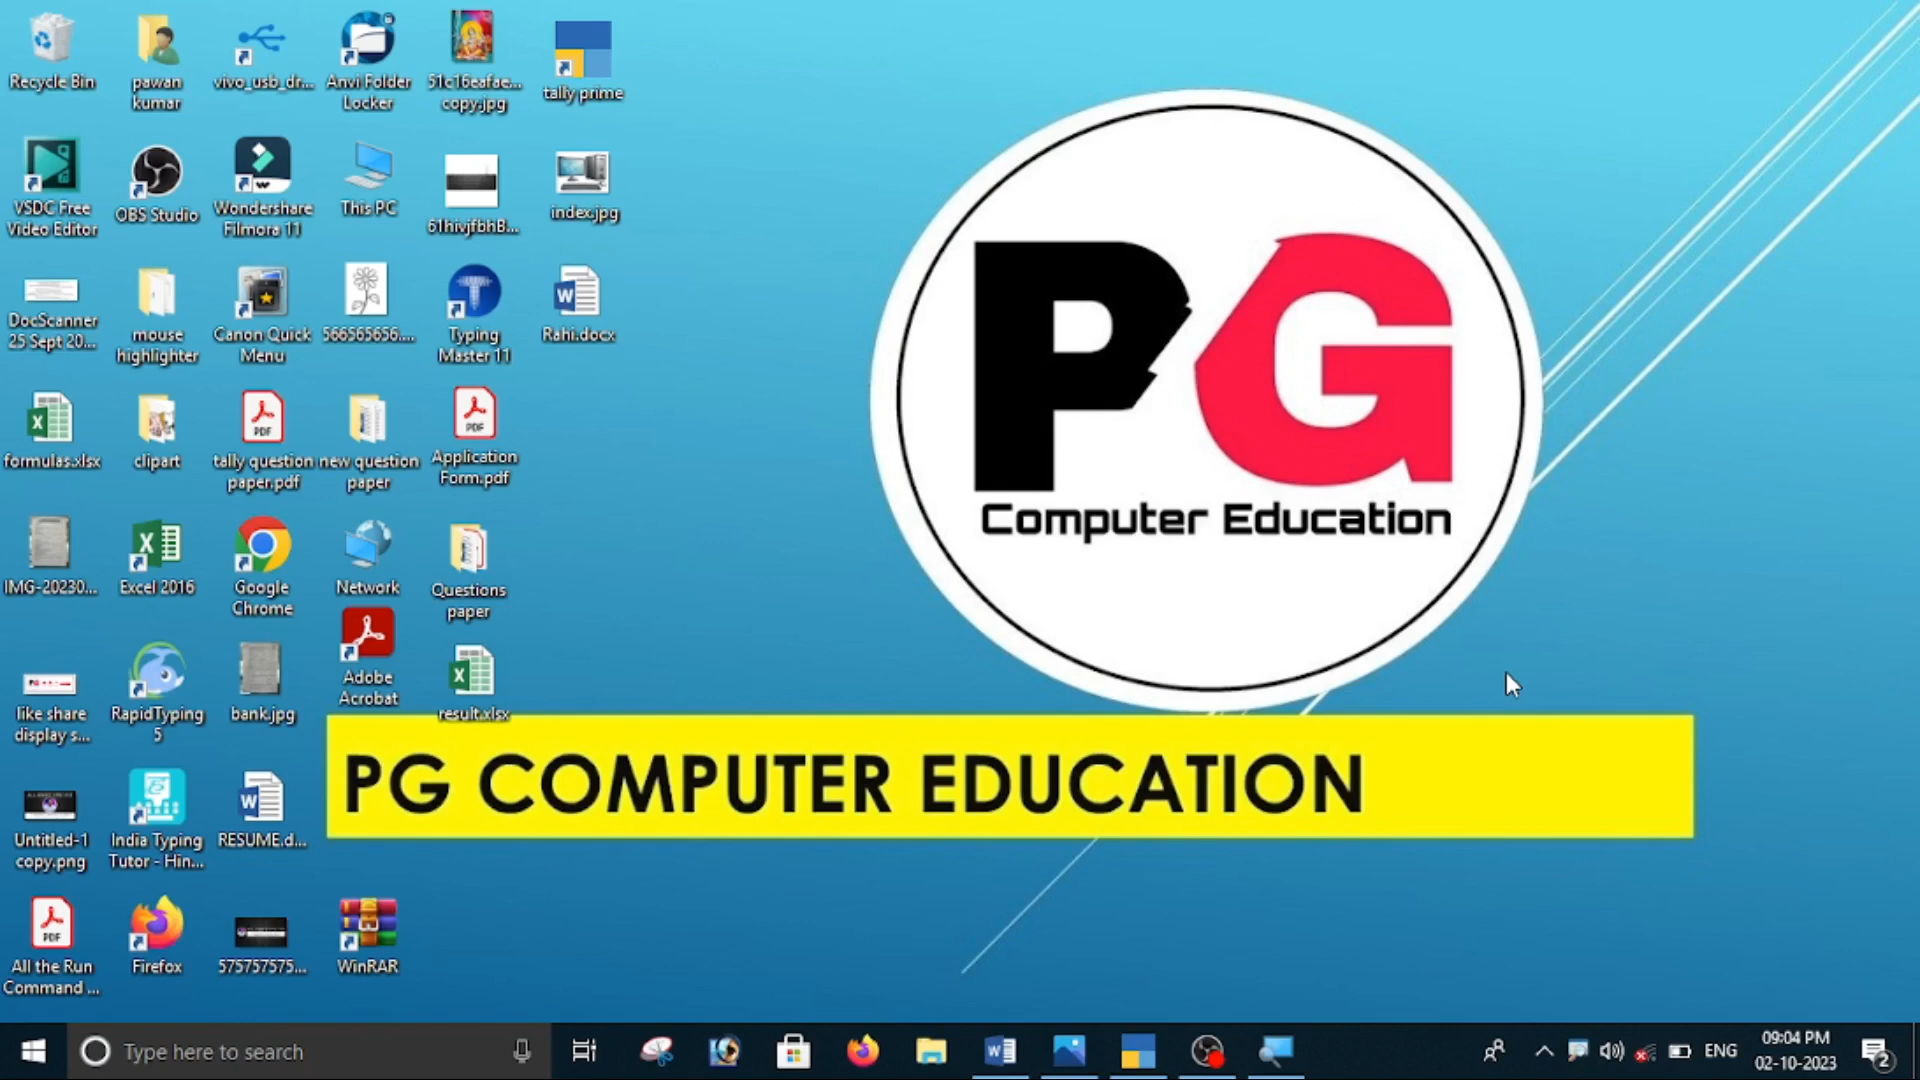 Recycle Bin
pawan
kumar
vivo_usb_dr...
Anvi Folder
Locker
51c16eafae...
copy.jpg
tally prime
VSDC Free
Video Editor
OBS Studio
Wondershare
Filmora 11
This PC
61hivjfbhB...
index.jpg
DocScanner
25 Sept 20...
mouse
highlighter
Canon Quick
Menu
566565656....
Typing
Master 11
Rahi.docx
formulas.xlsx
clipart
tally question
paper.pdf
new question
paper
Application
Form.pdf
IMG-20230...
Excel 2016
Google
Chrome
Network
Questions
paper
like share
display s...
RapidTyping
5
bank.jpg
Adobe
Acrobat
result.xlsx
Untitled-1
copy.png
India Typing
Tutor - Hin...
RESUME.d...
All the Run
Command ...
Firefox
575757575...
WinRAR
PG
Computer Education
PG COMPUTER EDUCATION
Type here to search
ENG
09:04 PM
02-10-2023
2